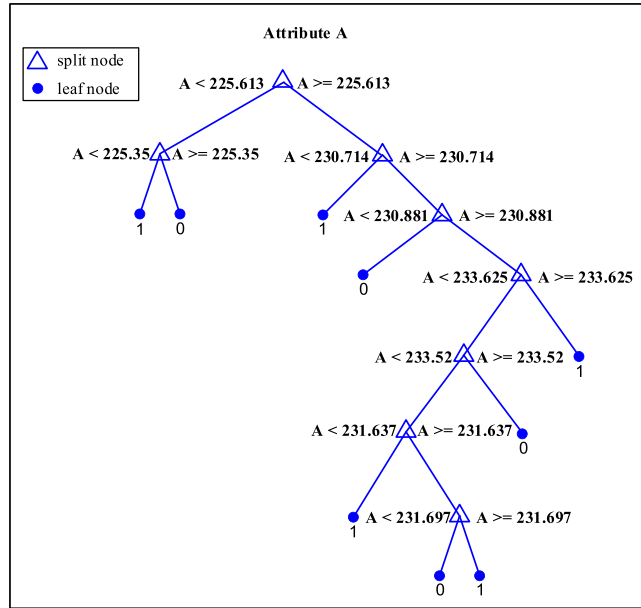 Attribute A
split node
leaf node
A < 225.613 A >= 225.613
A < 225.35 A >= 225.35 A < 230.714 A >= 230.714
1 0 1 A < 230.881 A >= 230.881
0 A < 233.625 A >= 233.625
A < 233.52 A >= 233.52 1
A < 231.637 A >= 231.637 0
1 A < 231.697 A >= 231.697
0 1